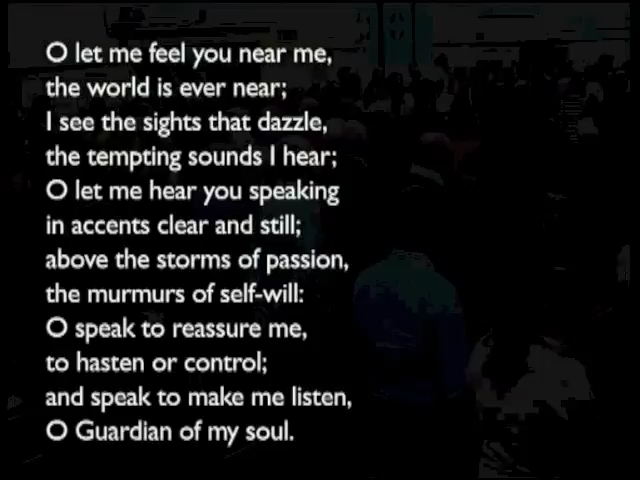 O let me feel you near me,
the world is ever near;
I see the sights that dazzle,
the tempting sounds I hear;
O let me hear you speaking
in accents clear and still;
above the storms of passion,
the murmurs of self-will:
O speak to reassure me,
to hasten or control;
and speak to make me listen,
O Guardian of my soul.